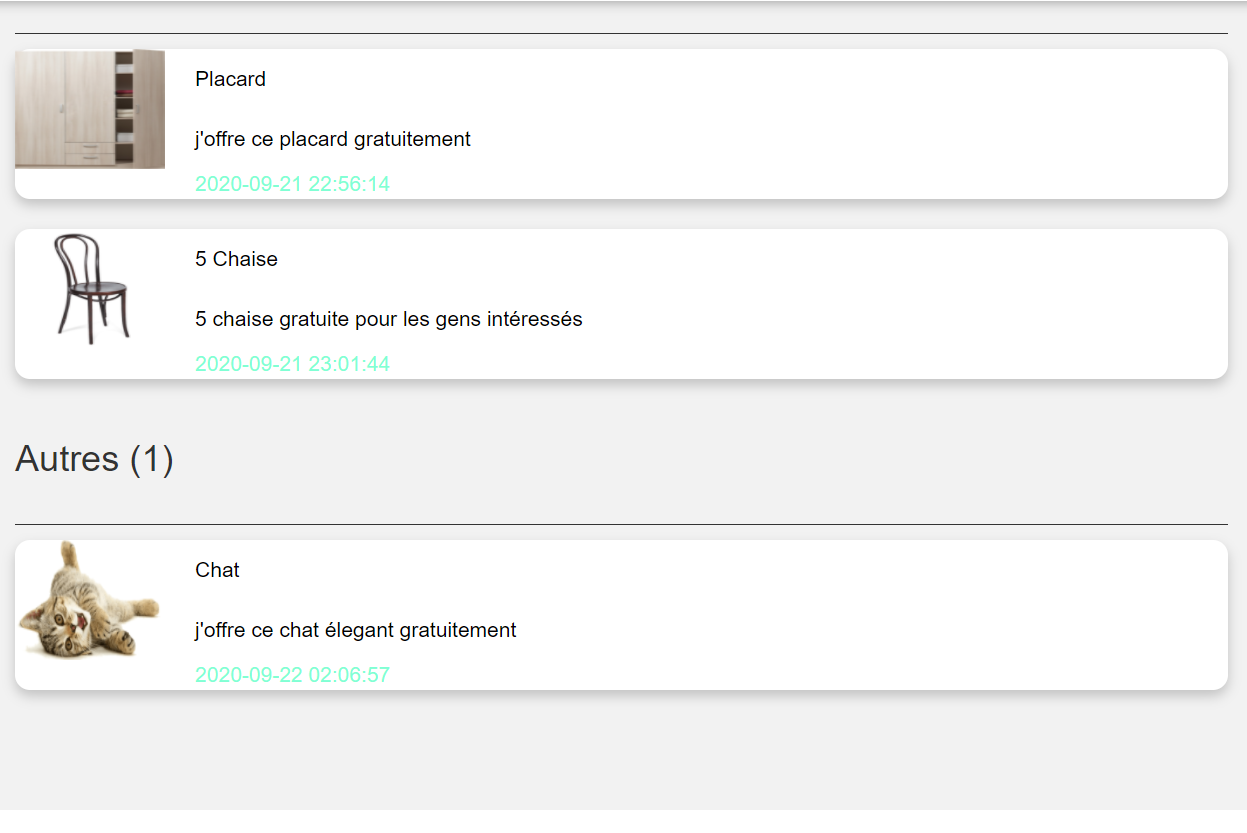 Placard
j'offre ce placard gratuitement
2020-09-21 22:56:14
5 Chaise
5 chaise gratuite pour les gens intéressés
2020-09-21 23:01:44
Autres (1)
Chat
j'offre ce chat élegant gratuitement
2020-09-22 02:06:57